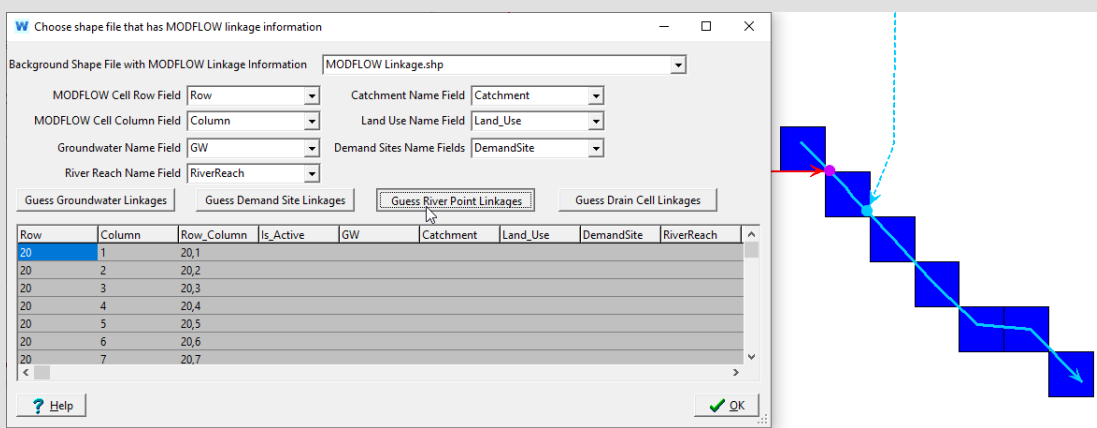 W Choose shape file that has MODFLOW linkage information
Background Shape File with MODFLOW Linkage Information MODFLOW Linkage.shp
MODFLOW Cell Row Field Row Catchment Name Field Catchment
MODFLOW Cell Column Field Column Land Use Name Field Land_Use
Groundwater Name Field GW Demand Sites Name Fields DemandSite
River Reach Name Field RiverReach
Guess Groundwater Linkages Guess Demand Site Linkages Guess River Point Linkages Guess Drain Cell Linkages
Row Column Row_Column Is_Active GW Catchment Land_Use DemandSite RiverReach
20 1 20,1
20 2 20,2
20 3 20,3
20 4 20,4
20 5 20,5
20 6 20,6
20 7 20,7
? Help OK